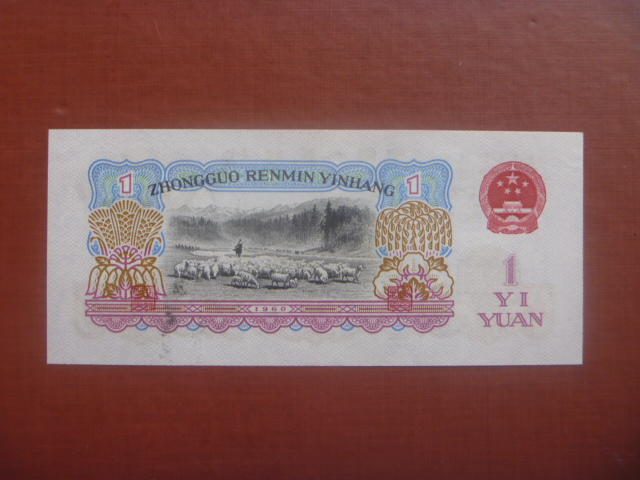 1 ZHONGGUO RENMIN YINHANG 1
1960
1
YI
YUAN